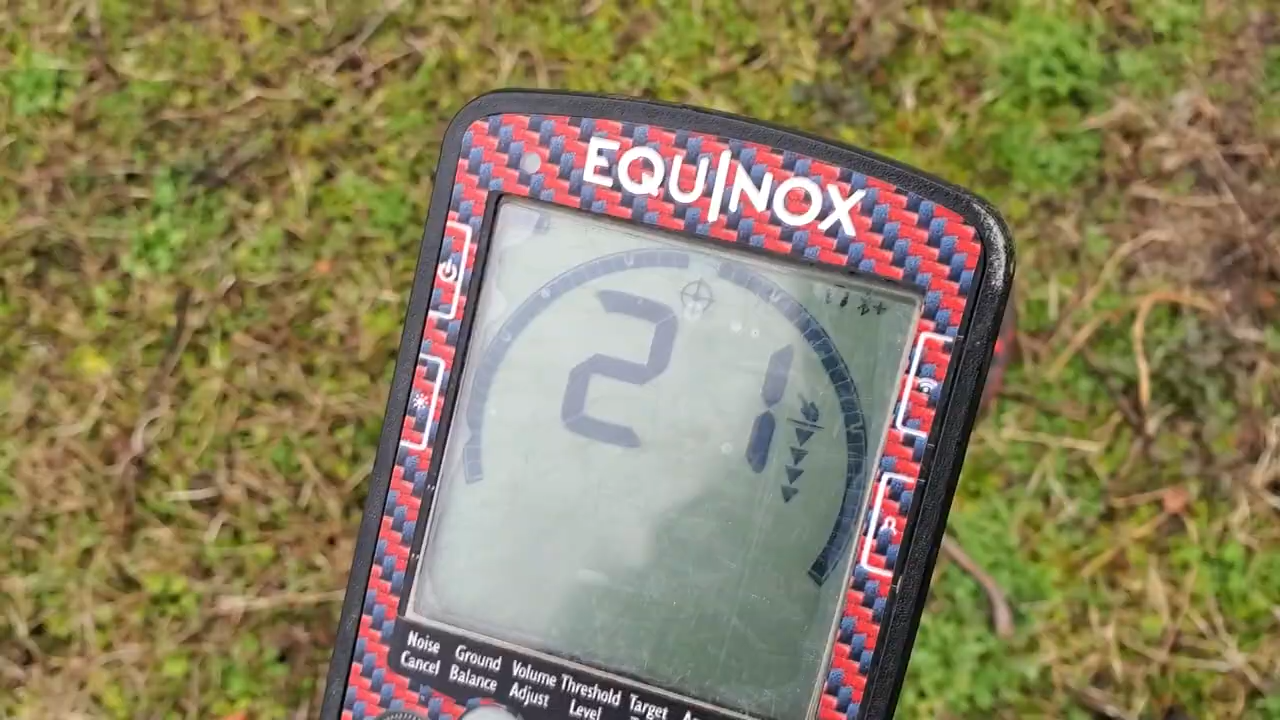 EQUINOX
21
Noise Cancel
Ground Balance
Volume Adjust
Threshold Level
Target